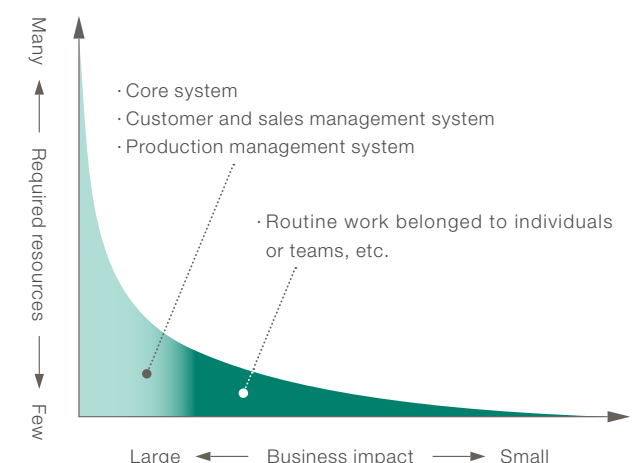 Many
Required resources
Few
· Core system
· Customer and sales management system
· Production management system
· Routine work belonged to individuals
or teams, etc.
Large
Business impact
Small